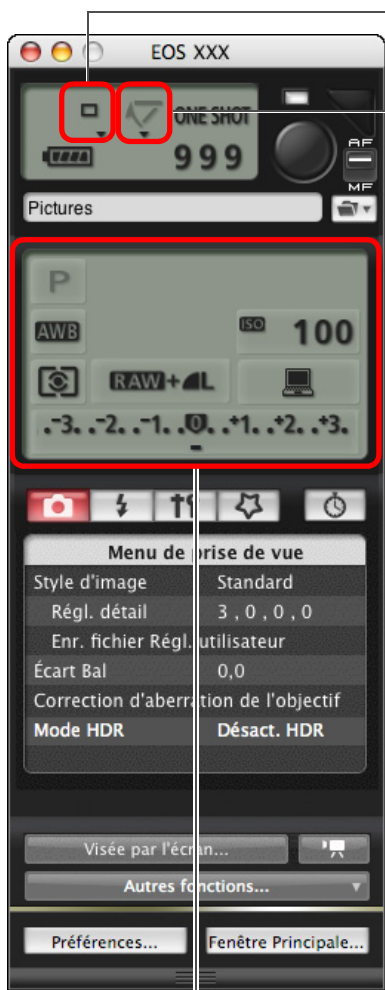 EOS XXX
ONE SHOT
AF
999
MF
Pictures
P
AWB
ISO 100
RAW+L
.-3. .-2. .-1. .0. .+1. .+2. .+3.
Menu de prise de vue
Style d'image Standard
Régl. détail 3 , 0 , 0 , 0
Enr. fichier Régl. utilisateur
Écart Bal 0,0
Correction d'aberration de l'objectif
Mode HDR Désact. HDR
Visée par l'écran...
Autres fonctions...
Préférences... Fenêtre Principale...